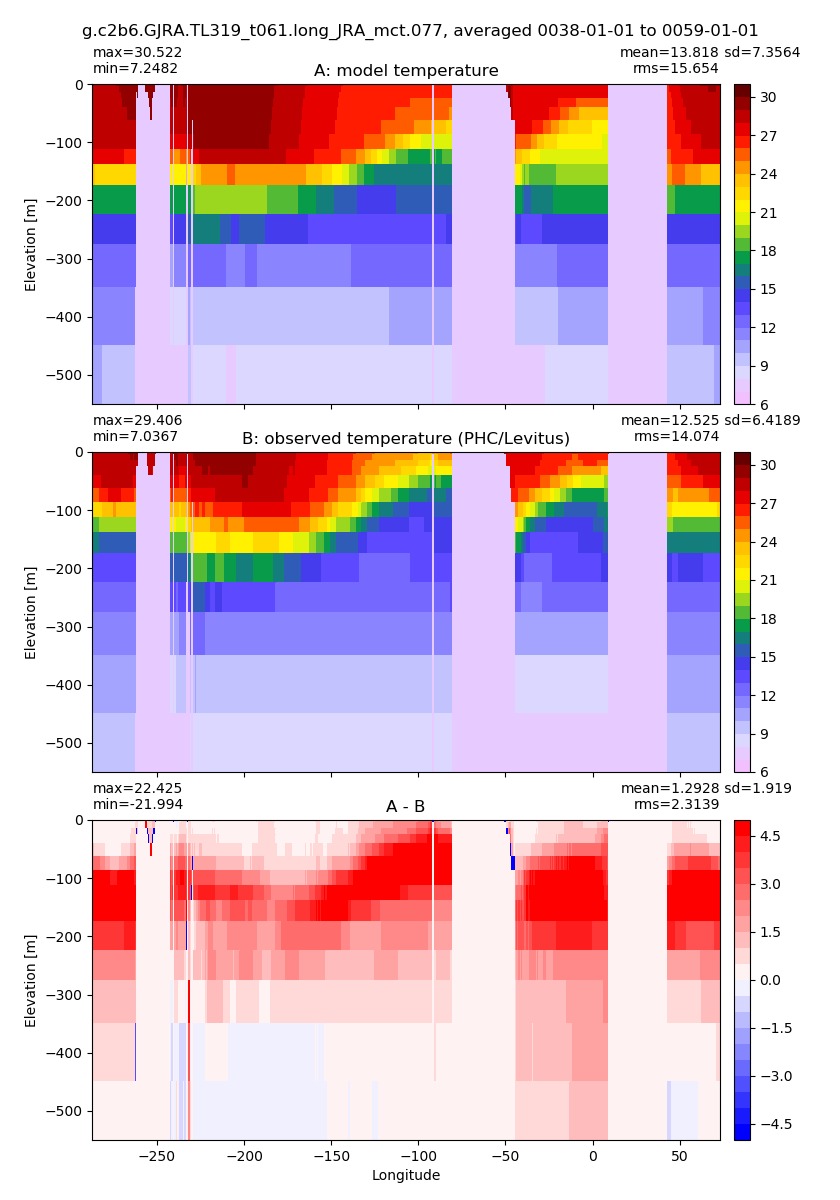 g.c2b6.GJRA.TL319_t061.long_JRA_mct.077, averaged 0038-01-01 to 0059-01-01
max=30.522
mean=13.818 sd=7.3564
min=7.2482
A: model temperature
rms=15.654
0
−100
−200
−300
−400
−500
Elevation [m]
30
27
24
21
18
15
12
9
6
max=29.406
mean=12.525 sd=6.4189
min=7.0367
B: observed temperature (PHC/Levitus)
rms=14.074
0
−100
−200
−300
−400
−500
Elevation [m]
30
27
24
21
18
15
12
9
6
max=22.425
mean=1.2928 sd=1.919
min=-21.994
A - B
rms=2.3139
0
−100
−200
−300
−400
−500
Elevation [m]
4.5
3.0
1.5
0.0
−1.5
−3.0
−4.5
−250
−200
−150
−100
−50
0
50
Longitude